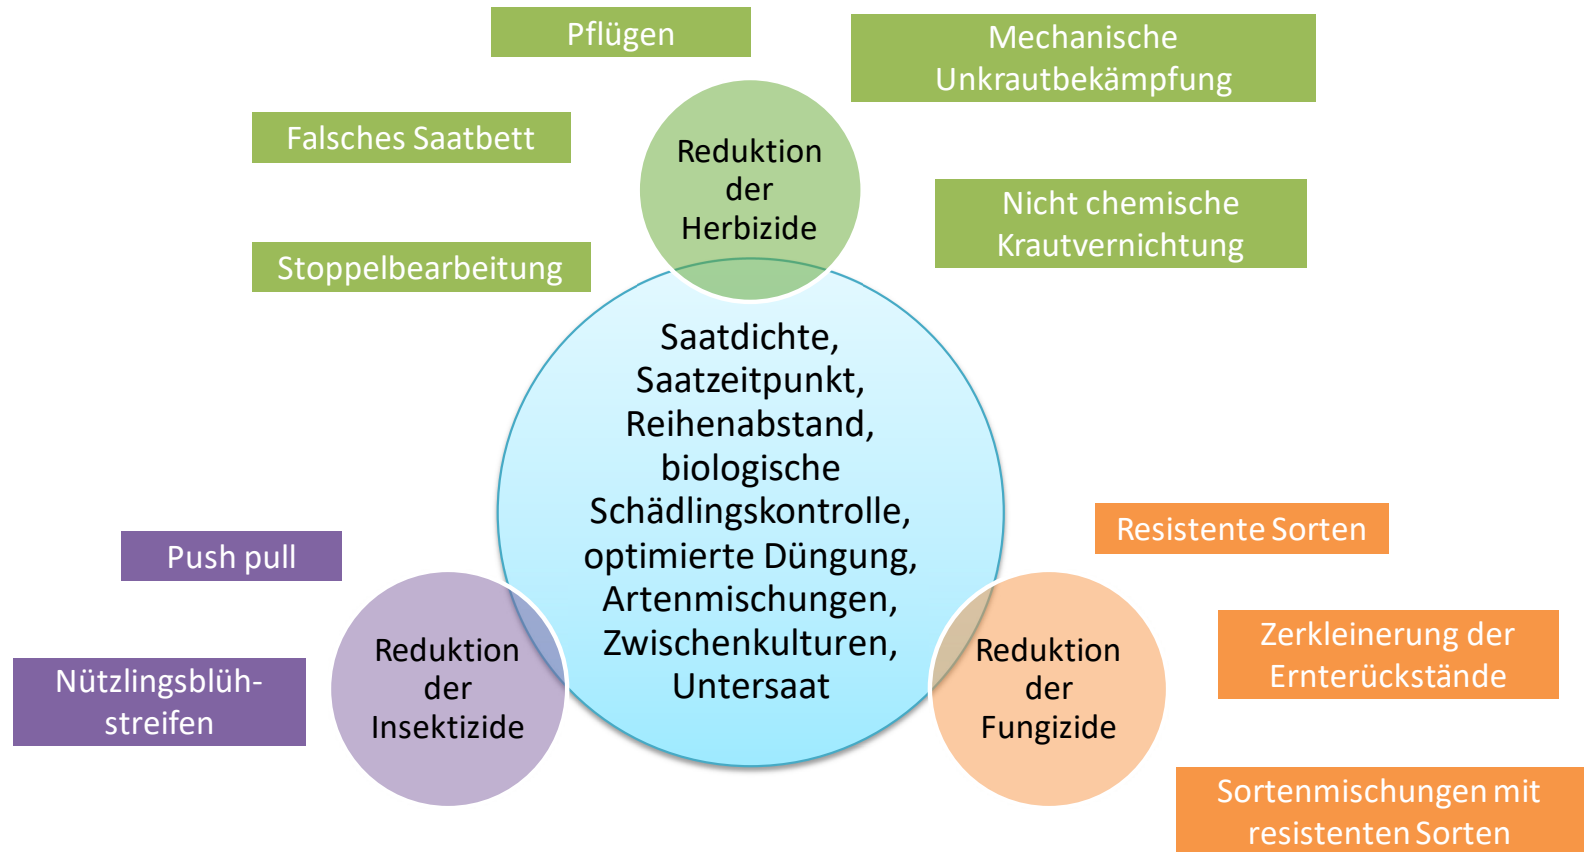 Pflügen
Mechanische
Unkrautbekämpfung
Falsches Saatbett
Reduktion
der
Herbizide
Nicht chemische
Krautvernichtung
Stoppelbearbeitung
Saatdichte,
Saatzeitpunkt,
Reihenabstand,
biologische
Schädlingskontrolle,
optimierte Düngung,
Artenmischungen,
Zwischenkulturen,
Untersaat
Push pull
Nützlingsblüh-
streifen
Reduktion
der
Insektizide
Resistente Sorten
Reduktion
der
Fungizide
Zerkleinerung der
Ernterückstände
Sortenmischungen mit
resistenten Sorten